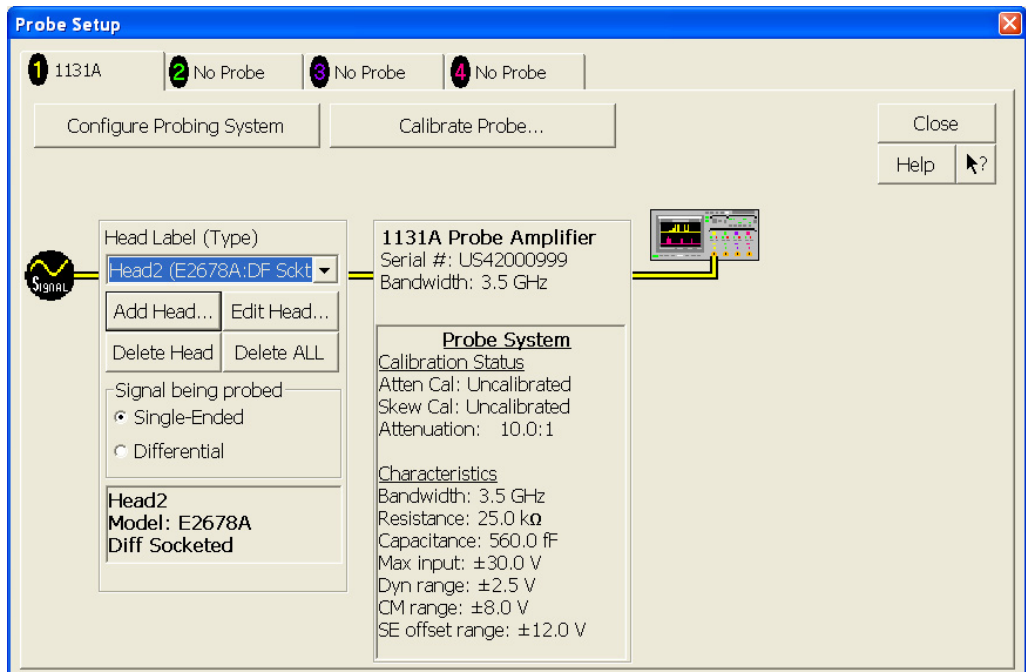 Probe Setup
1 1131A
2 No Probe
3 No Probe
4 No Probe
Configure Probing System
Calibrate Probe...
Close
Help
?
SIGNAL
Head Label (Type)
Head2 (E2678A:DF Sckt
Add Head...
Edit Head...
Delete Head
Delete ALL
Signal being probed
Single-Ended
Differential
Head2
Model: E2678A
Diff Socketed
1131A Probe Amplifier
Serial #: US42000999
Bandwidth: 3.5 GHz
Probe System
Calibration Status
Atten Cal: Uncalibrated
Skew Cal: Uncalibrated
Attenuation: 10.0:1
Characteristics
Bandwidth: 3.5 GHz
Resistance: 25.0 kΩ
Capacitance: 560.0 fF
Max input: ±30.0 V
Dyn range: ±2.5 V
CM range: ±8.0 V
SE offset range: ±12.0 V